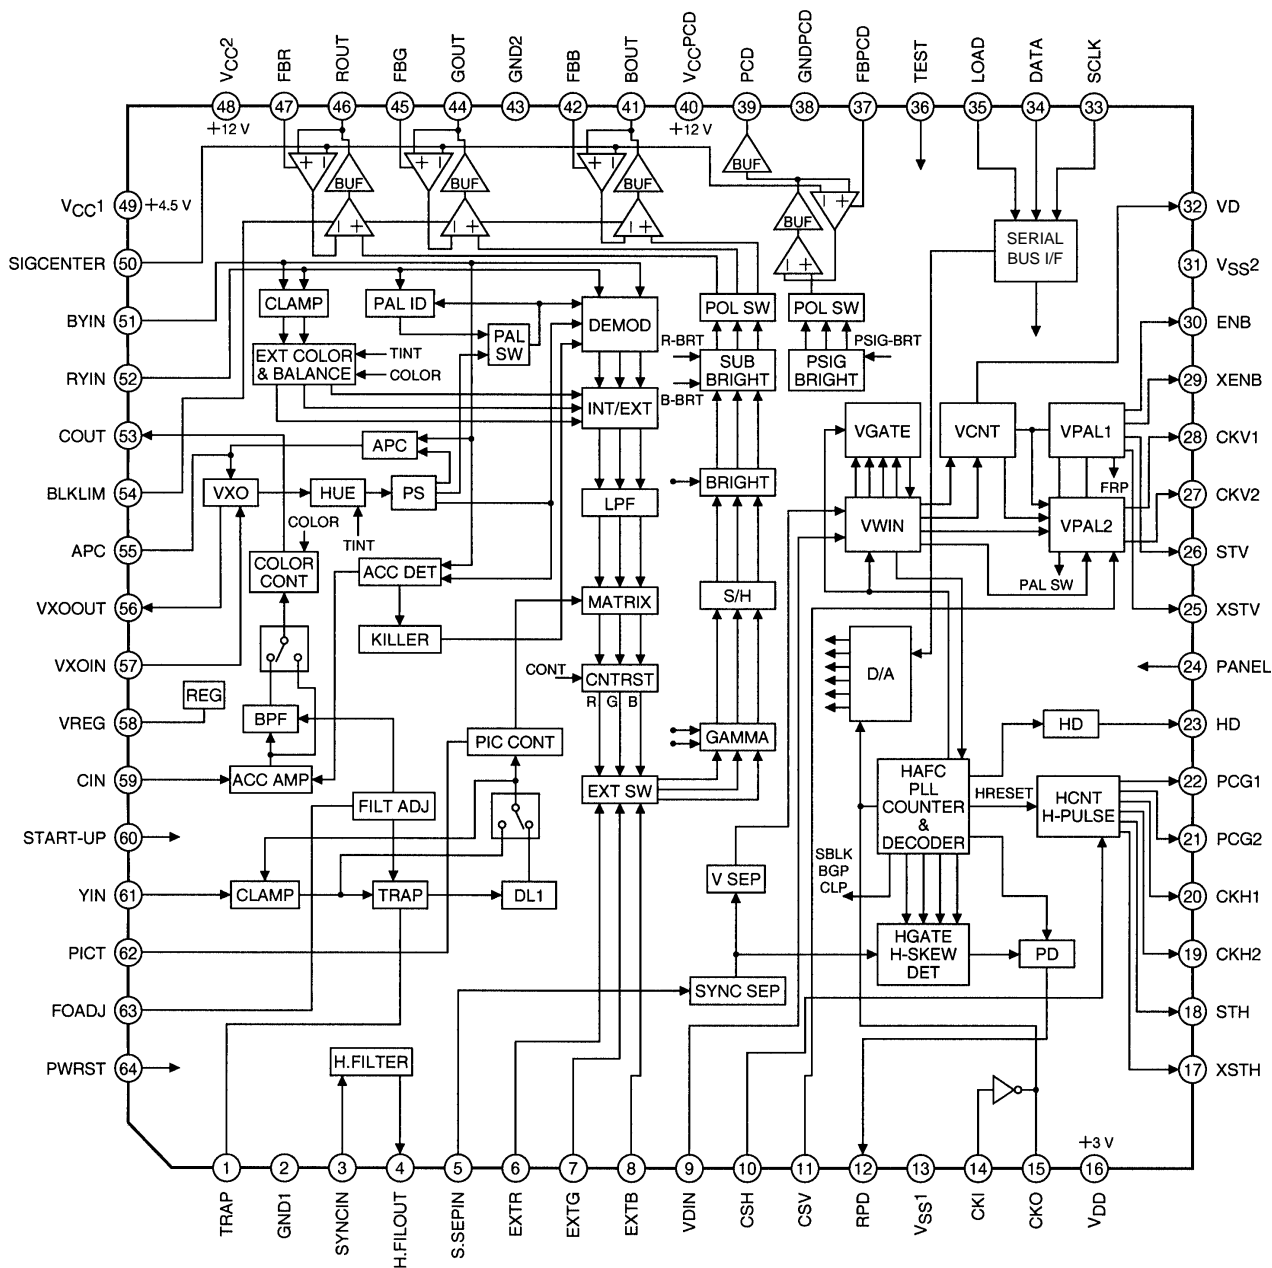 VCC2
FBR
ROUT
FBG
GOUT
GND2
FBB
BOUT
VCCPCD
PCD
GNDPCD
FBPCD
TEST
LOAD
DATA
SCLK
48 47 46 45 44 43 42 41 40 39 38 37 36 35 34 33
+12 V
+12 V
+ − + − + − BUF
BUF BUF BUF − +
VCC1 49 +4.5 V
BUF
32 VD
− + − + − +
SERIAL
BUS I/F
+ −
SIGCENTER 50
31 VSS2
CLAMP
PAL ID
POL SW
POL SW
BYIN 51
DEMOD
30 ENB
PAL
SW
R-BRT
PSIG-BRT
EXT COLOR
& BALANCE
TINT
COLOR
SUB
BRIGHT
PSIG
BRIGHT
RYIN 52
29 XENB
B-BRT
INT/EXT
COUT 53
APC
VGATE
VCNT
VPAL1
28 CKV1
BLKLIM 54
VXO
HUE
PS
LPF
BRIGHT
FRP
27 CKV2
COLOR
TINT
VWIN
VPAL2
APC 55
26 STV
COLOR
CONT
ACC DET
PAL SW
VXOOUT 56
MATRIX
S/H
25 XSTV
KILLER
VXOIN 57
CONT
CNTRST
D/A
24 PANEL
REG
R G B
VREG 58
BPF
PIC CONT
GAMMA
HD
23 HD
CIN 59
ACC AMP
EXT SW
HAFC
PLL
COUNTER
&
DECODER
HRESET
HCNT
H-PULSE
22 PCG1
FILT ADJ
START-UP 60
21 PCG2
SBLK
BGP
CLP
YIN 61
CLAMP
TRAP
DL1
V SEP
20 CKH1
PICT 62
HGATE
H-SKEW
DET
PD
19 CKH2
SYNC SEP
FOADJ 63
18 STH
PWRST 64
H.FILTER
17 XSTH
+3 V
1 2 3 4 5 6 7 8 9 10 11 12 13 14 15 16
TRAP
GND1
SYNCIN
H.FILOUT
S.SEPIN
EXTR
EXTG
EXTB
VDIN
CSH
CSV
RPD
VSS1
CKI
CKO
VDD